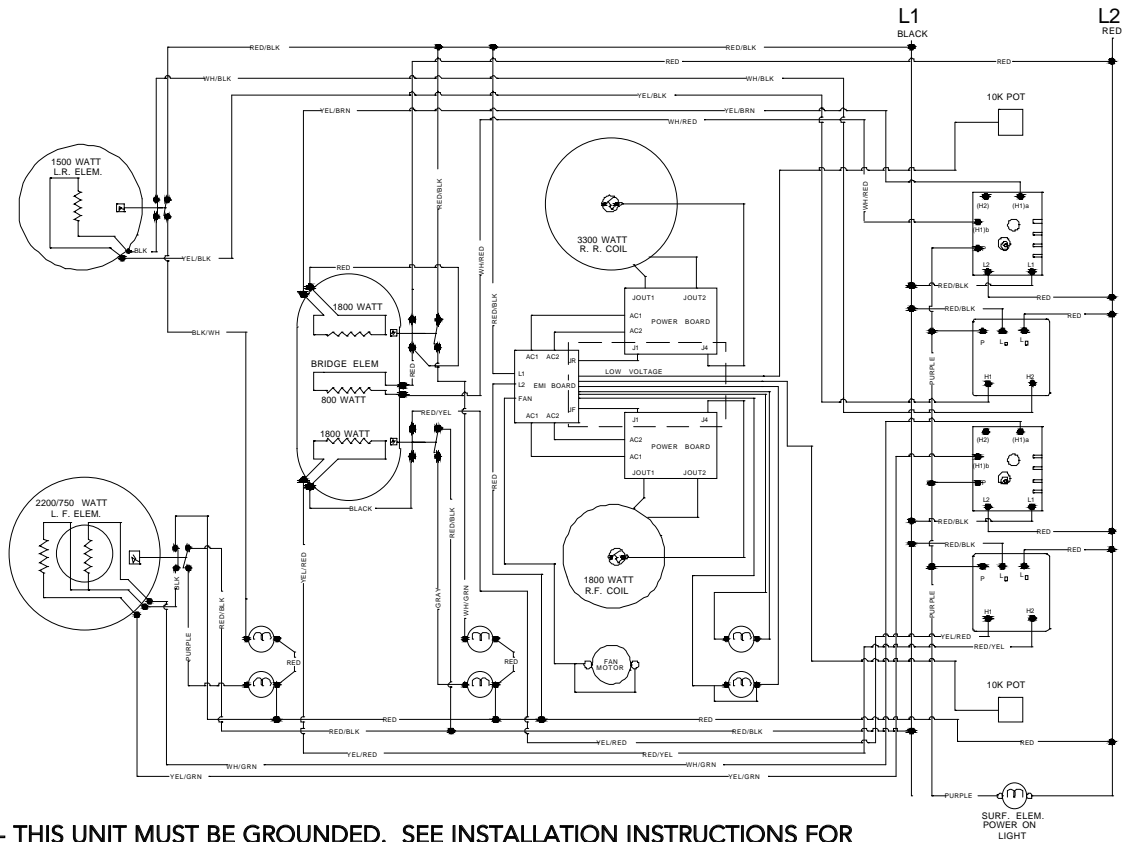 L1
BLACK
L2
RED
RED/BLK
RED/BLK
RED
RED
WH/BLK
WH/BLK
YEL/BLK
YEL/BRN
YEL/BRN
WH/RED
10K POT
1500 WATT
L.R. ELEM.
BLK
YEL/BLK
RED/BLK
WH/RED
3300 WATT
R. R. COIL
(H2)
(H1)a
(H1)b
P
L2
L1
RED/BLK
RED
RED/BLK
RED
P
H1
H2
PURPLE
BLK/WH
RED
1800 WATT
BRIDGE ELEM
800 WATT
1800 WATT
RED
WH/RED
RED/BLK
RED/YEL
BLACK
JOUT1
JOUT2
AC1
POWER BOARD
AC2
J1
J4
AC1
AC2
JR
L1
L2
EMI BOARD
FAN
LOW VOLTAGE
AC1
AC2
JF
J1
J4
AC2
POWER BOARD
AC1
JOUT1
JOUT2
RED
(H2)
(H1)a
(H1)b
P
L2
L1
RED/BLK
RED
RED/BLK
RED
P
H1
H2
PURPLE
YEL/RED
RED/YEL
2200/750 WATT
L. F. ELEM.
BLK
RED/BLK
PURPLE
RED
YEL/RED
RED/BLK
GRAY
WH/GRN
RED
1800 WATT
R.F. COIL
FAN
MOTOR
10K POT
RED
RED
RED
RED/BLK
RED/BLK
YEL/RED
YEL/RED
RED/YEL
WH/GRN
WH/GRN
YEL/GRN
YEL/GRN
PURPLE
SURF. ELEM.
POWER ON
LIGHT
- THIS UNIT MUST BE GROUNDED. SEE INSTALLATION INSTRUCTIONS FOR